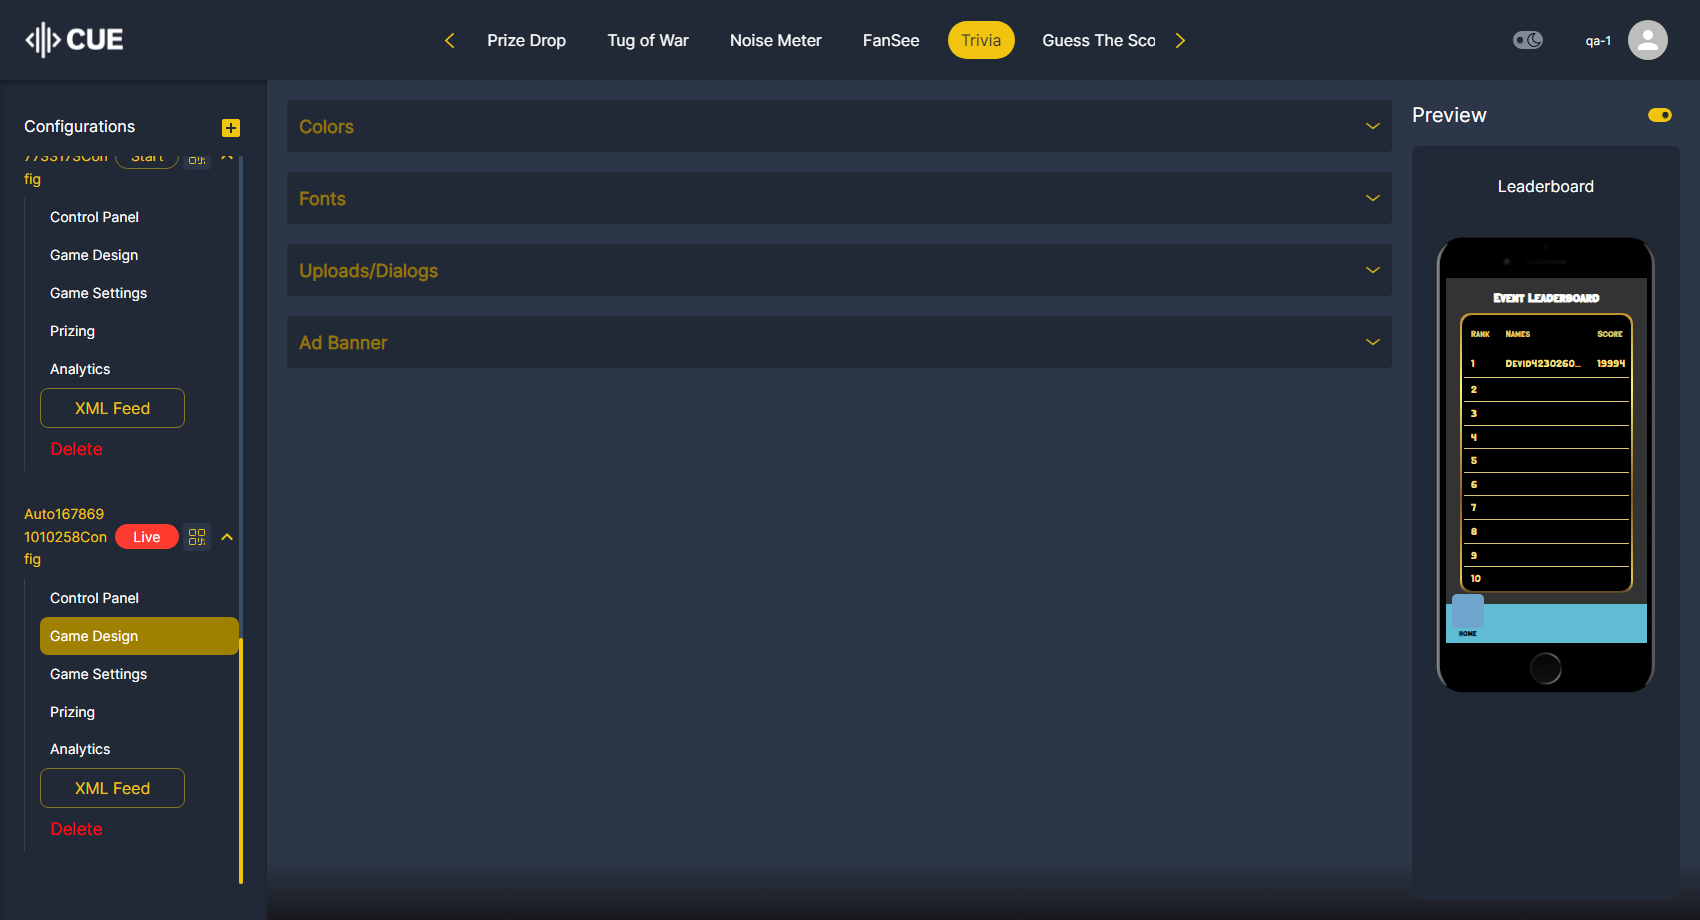 CUE
Prize Drop
Tug of War
Noise Meter
FanSee
Trivia
Guess The Sco
qa-1
Configurations
7733173Con
Start
fig
Control Panel
Game Design
Game Settings
Prizing
Analytics
XML Feed
Delete
Auto167869
1010258Con
fig
Live
Control Panel
Game Design
Game Settings
Prizing
Analytics
XML Feed
Delete
Colors
Fonts
Uploads/Dialogs
Ad Banner
Preview
Leaderboard
Event Leaderboard
Rank Names Score
1 Devid4230260... 19994
2
3
4
5
6
7
8
9
10
Home